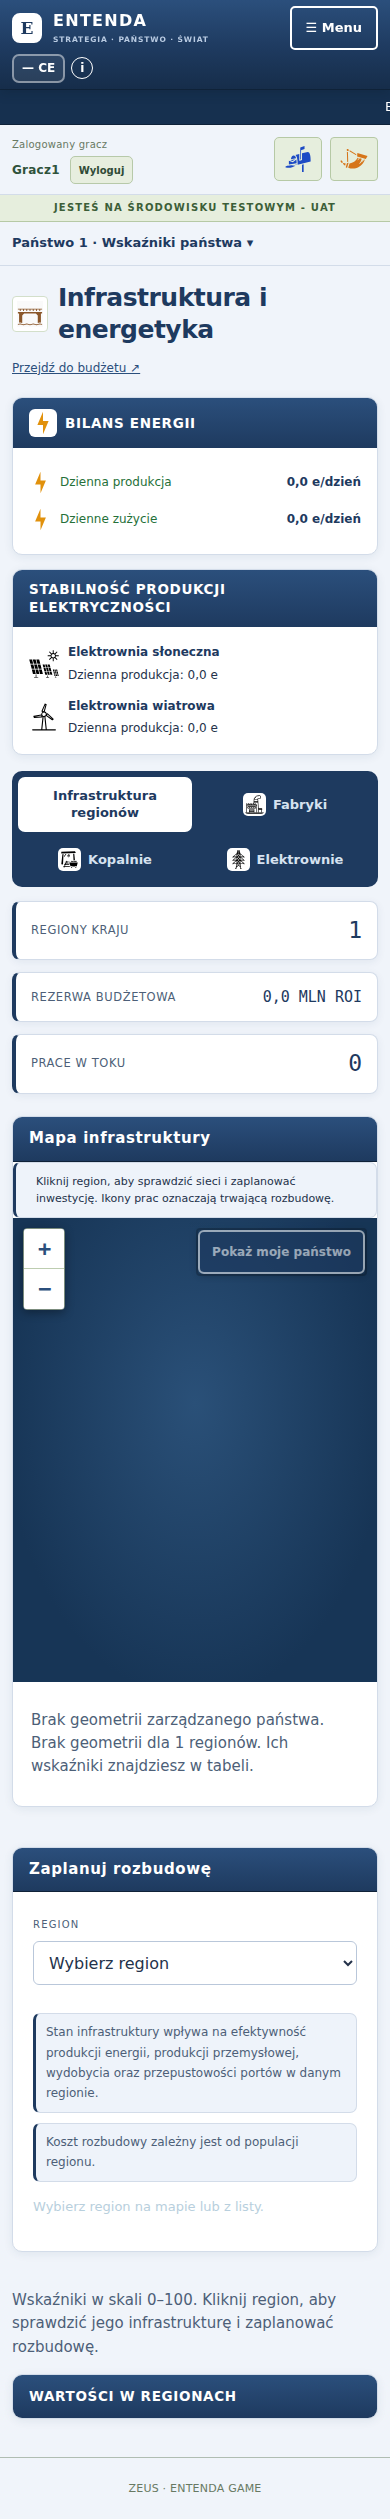 E ENTENDA
STRATEGIA · PAŃSTWO · ŚWIAT
☰ Menu
— CE i
Zalogowany gracz
Gracz1 Wyloguj
JESTEŚ NA ŚRODOWISKU TESTOWYM - UAT
Państwo 1 · Wskaźniki państwa ▾
Infrastruktura i
energetyka
Przejdź do budżetu ↗
BILANS ENERGII
Dzienna produkcja 0,0 e/dzień
Dzienne zużycie 0,0 e/dzień
STABILNOŚĆ PRODUKCJI
ELEKTRYCZNOŚCI
Elektrownia słoneczna
Dzienna produkcja: 0,0 e
Elektrownia wiatrowa
Dzienna produkcja: 0,0 e
Infrastruktura
regionów
Fabryki
Kopalnie
Elektrownie
REGIONY KRAJU 1
REZERWA BUDŻETOWA 0,0 MLN ROI
PRACE W TOKU 0
Mapa infrastruktury
Kliknij region, aby sprawdzić sieci i zaplanować
inwestycję. Ikony prac oznaczają trwającą rozbudowę.
+
Pokaż moje państwo
−
Brak geometrii zarządzanego państwa.
Brak geometrii dla 1 regionów. Ich
wskaźniki znajdziesz w tabeli.
Zaplanuj rozbudowę
REGION
Wybierz region
Stan infrastruktury wpływa na efektywność
produkcji energii, produkcji przemysłowej,
wydobycia oraz przepustowości portów w danym
regionie.
Koszt rozbudowy zależny jest od populacji
regionu.
Wybierz region na mapie lub z listy.
Wskaźniki w skali 0–100. Kliknij region, aby
sprawdzić jego infrastrukturę i zaplanować
rozbudowę.
WARTOŚCI W REGIONACH
ZEUS · ENTENDA GAME